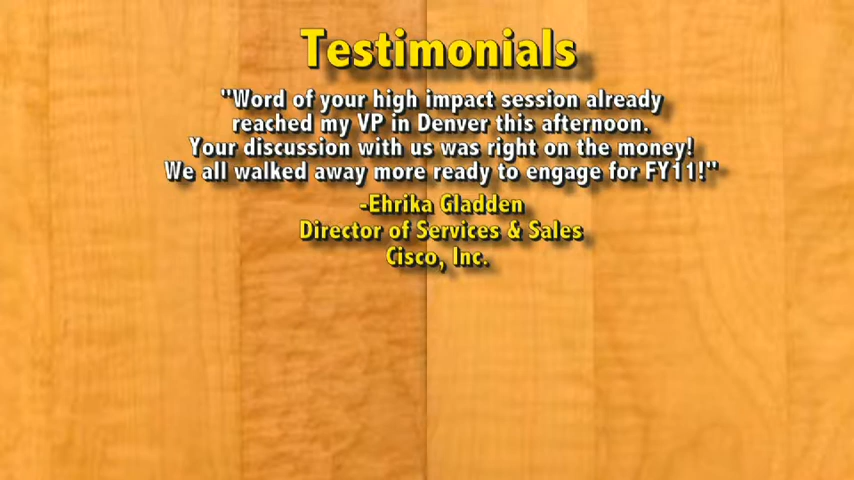 Testimonials
"Word of your high impact session already
reached my VP in Denver this afternoon.
Your discussion with us was right on the money!
We all walked away more ready to engage for FY11!"
-Ehrika Gladden
Director of Services & Sales
Cisco, Inc.